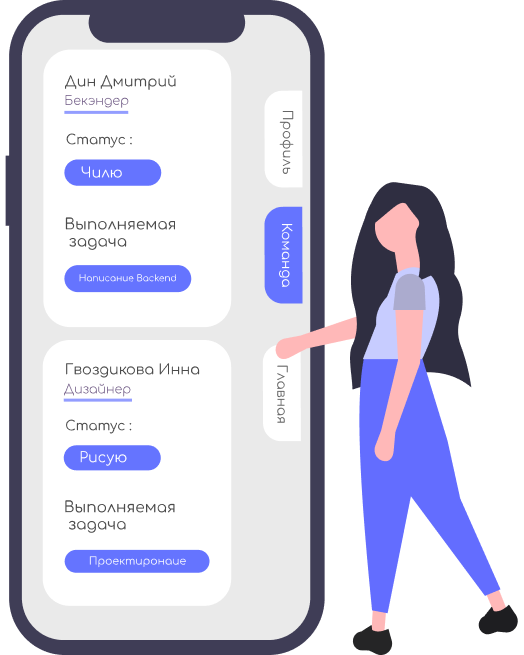 Дин Дмитрий
Бекэндер
Статус :
Чилю
Выполняемая
задача
Написание Backend
Гвоздикова Инна
Дизайнер
Статус :
Рисую
Выполняемая
задача
Проектиронаие
Профиль
Команда
Главная